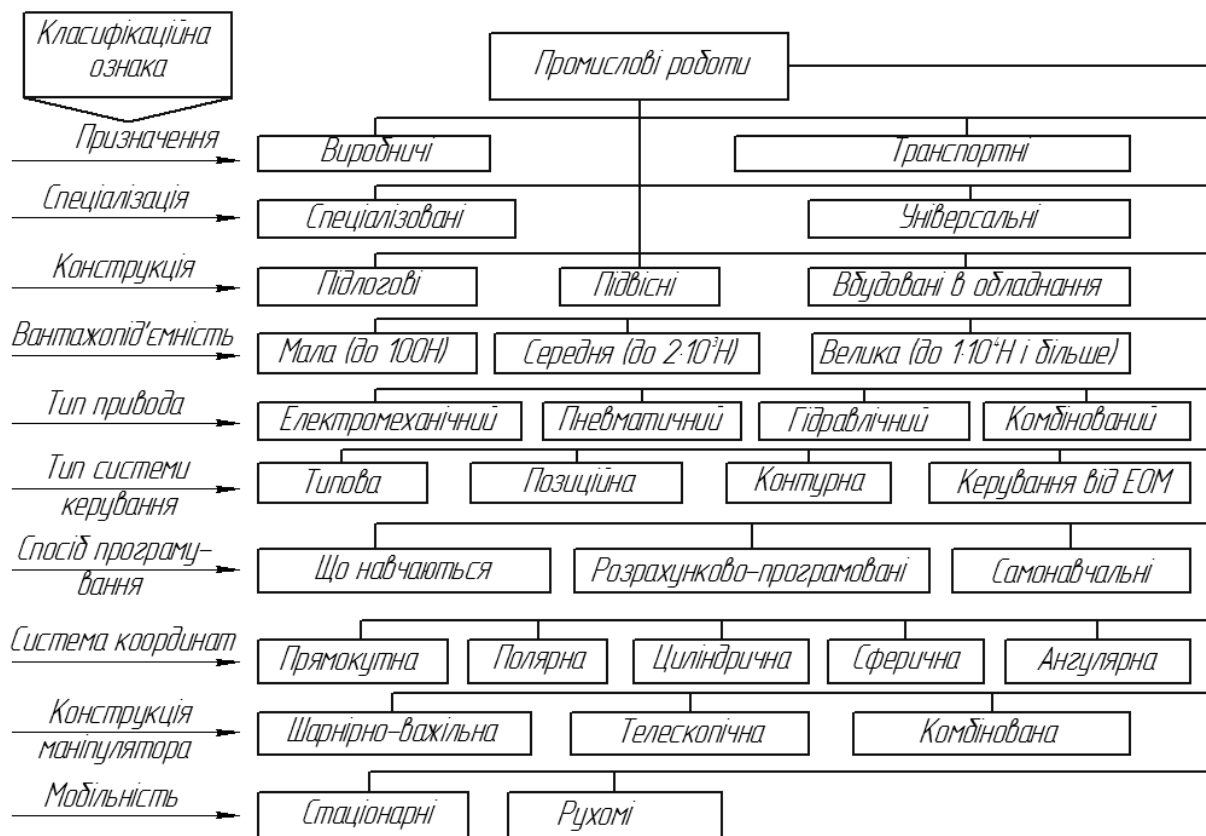 Класифікаційна
ознака
Промислові роботи
Призначення
Виробничі
Транспортні
Спеціалізація
Спеціалізовані
Універсальні
Конструкція
Підлогові
Підвісні
Вбудовані в обладнання
Вантажопід'ємність
Мала (до 100Н)
Середня (до 2·10³Н)
Велика (до 1·10⁴Н і більше)
Тип привода
Електромеханічний
Пневматичний
Гідравлічний
Комбінований
Тип системи
керування
Типова
Позиційна
Контурна
Керування від ЕОМ
Спосіб програму-
вання
Що навчаються
Розрахунково-програмовані
Самонавчальні
Система координат
Прямокутна
Полярна
Циліндрична
Сферична
Ангулярна
Конструкція
маніпулятора
Шарнірно-важільна
Телескопічна
Комбінована
Мобільність
Стаціонарні
Рухомі